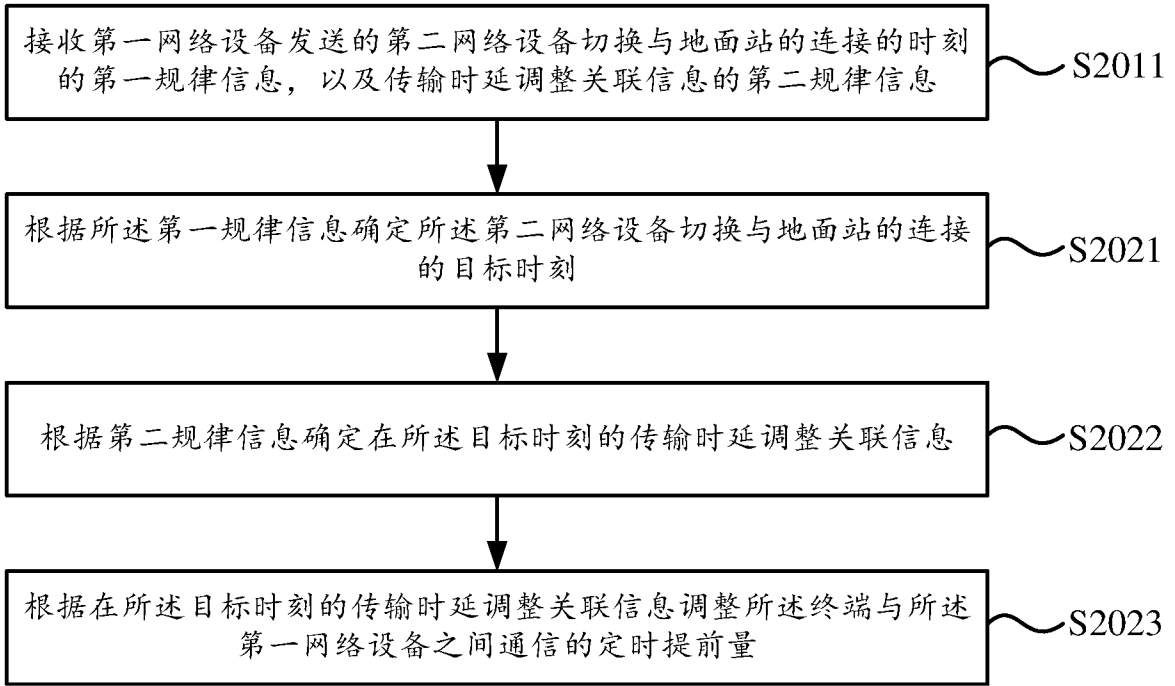 接收第一网络设备发送的第二网络设备切换与地面站的连接的时刻
的第一规律信息，以及传输时延调整关联信息的第二规律信息
S2011
根据所述第一规律信息确定所述第二网络设备切换与地面站的连接
的目标时刻
S2021
根据第二规律信息确定在所述目标时刻的传输时延调整关联信息
S2022
根据在所述目标时刻的传输时延调整关联信息调整所述终端与所述
第一网络设备之间通信的定时提前量
S2023